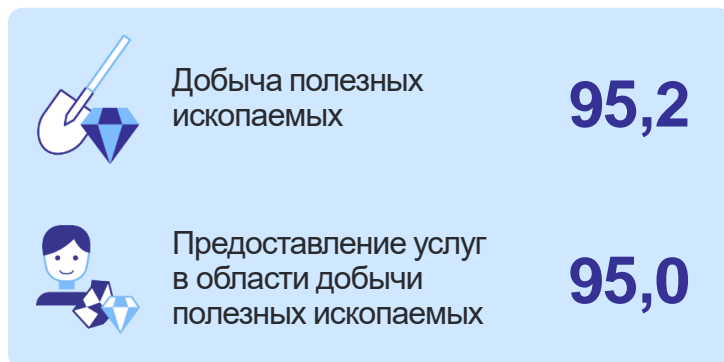 Добыча полезных
ископаемых
95,2
Предоставление услуг
в области добычи
полезных ископаемых
95,0